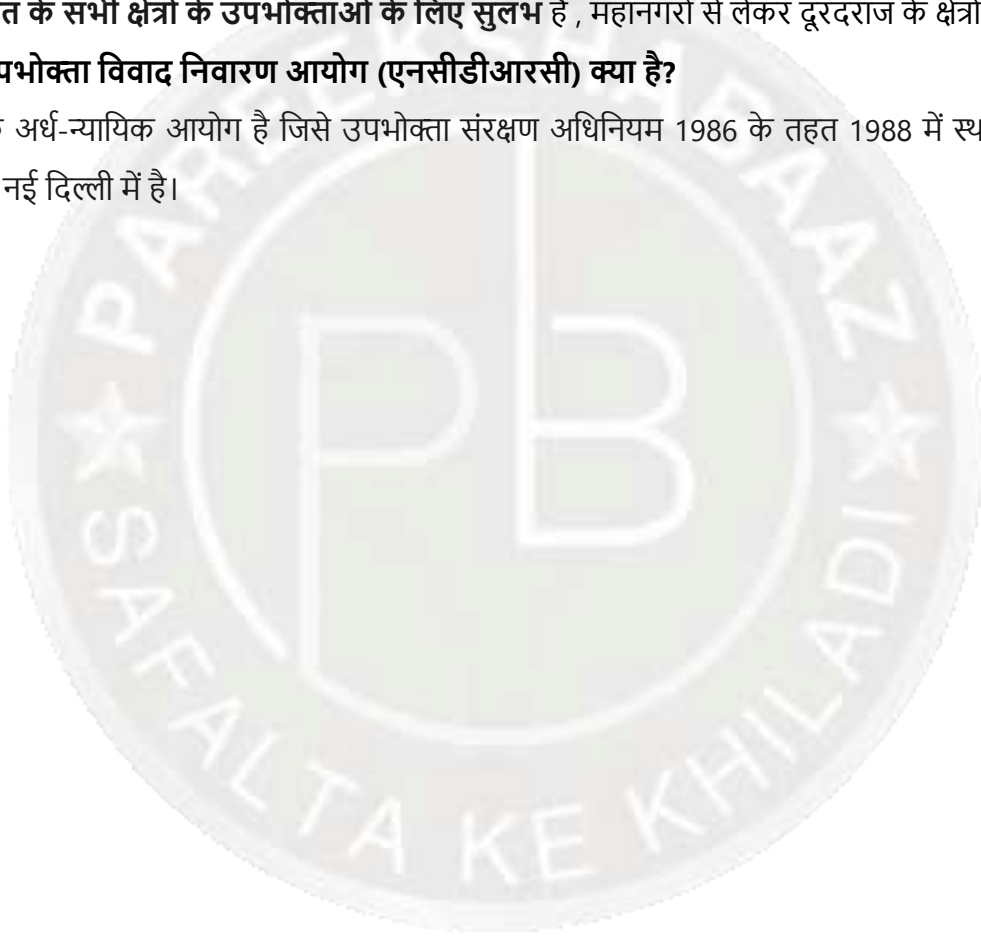 त के सभी क्षेत्रों के उपभोक्ताओं के लिए सुलभ है , महानगरों से लेकर दूरदराज के क्षेत्रों
पभोक्ता विवाद निवारण आयोग (एनसीडीआरसी) क्या है?
अर्ध-न्यायिक आयोग है जिसे उपभोक्ता संरक्षण अधिनियम 1986 के तहत 1988 में स्थ
नई दिल्ली में है।
PAREEKSHABAAZ
PB
SAFALTA KE KHILADI